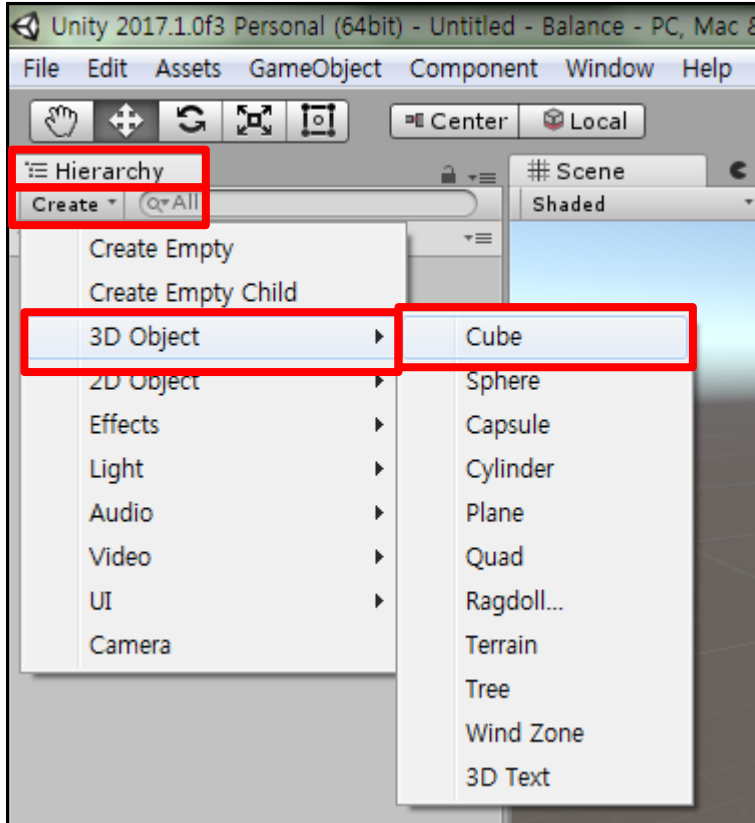 Unity 2017.1.0f3 Personal (64bit) - Untitled - Balance - PC, Mac &
File Edit Assets GameObject Component Window Help
Center Local
Hierarchy
Scene
Create All
Shaded
Create Empty
Create Empty Child
3D Object
2D Object
Effects
Light
Audio
Video
UI
Camera
Cube
Sphere
Capsule
Cylinder
Plane
Quad
Ragdoll...
Terrain
Tree
Wind Zone
3D Text